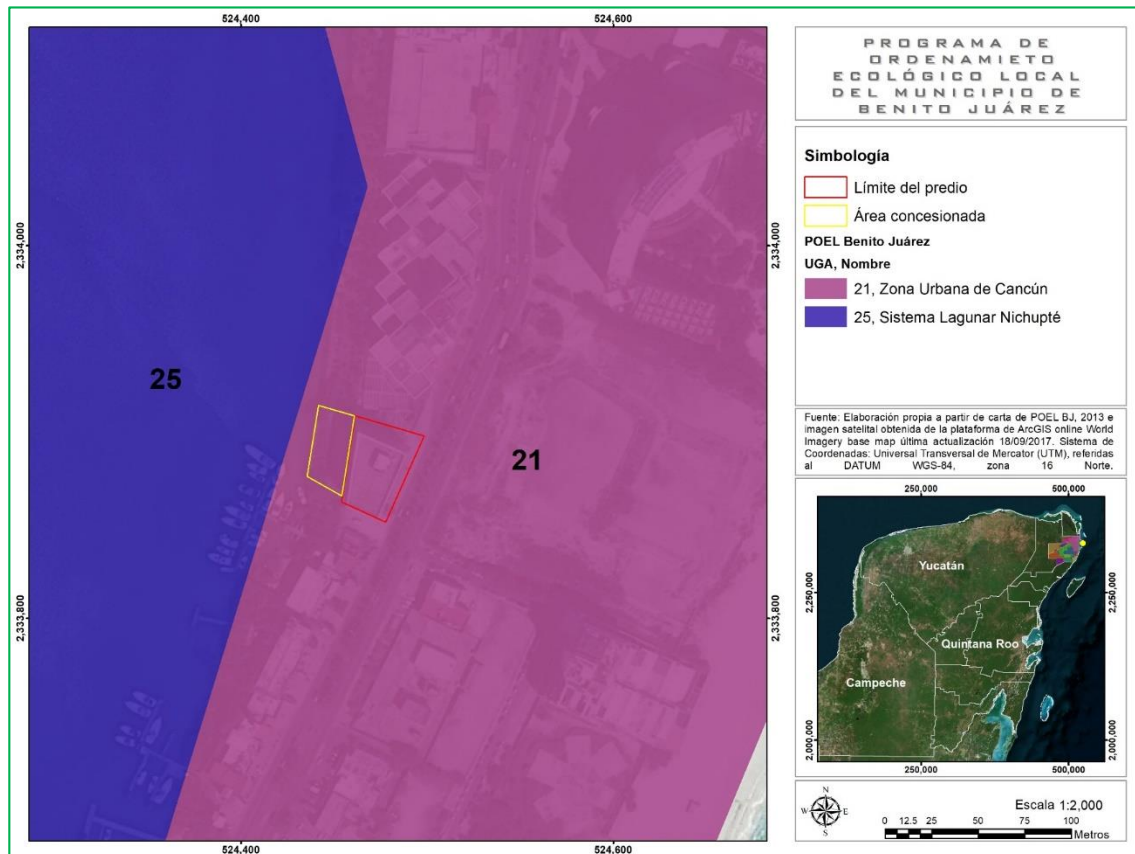 524,400 524,600
2,334,000 2,334,000
25
21
2,333,800 2,333,800
524,400 524,600
PROGRAMA DE
ORDENAMIETO
ECOLÓGICO LOCAL
DEL MUNICIPIO DE
BENITO JUÁREZ
Simbología
Límite del predio
Área concesionada
POEL Benito Juárez
UGA, Nombre
21, Zona Urbana de Cancún
25, Sistema Lagunar Nichupté
Fuente: Elaboración propia a partir de carta de POEL BJ, 2013 e
imagen satelital obtenida de la plataforma de ArcGIS online World
Imagery base map última actualización 18/09/2017. Sistema de
Coordenadas: Universal Transversal de Mercator (UTM), referidas
al DATUM WGS-84, zona 16 Norte.
250,000 500,000
Yucatán
2,250,000 2,250,000
Quintana Roo
Campeche
2,000,000 2,000,000
250,000 500,000
N
W E
S
Escala 1:2,000
0 12.5 25 50 75 100
Metros